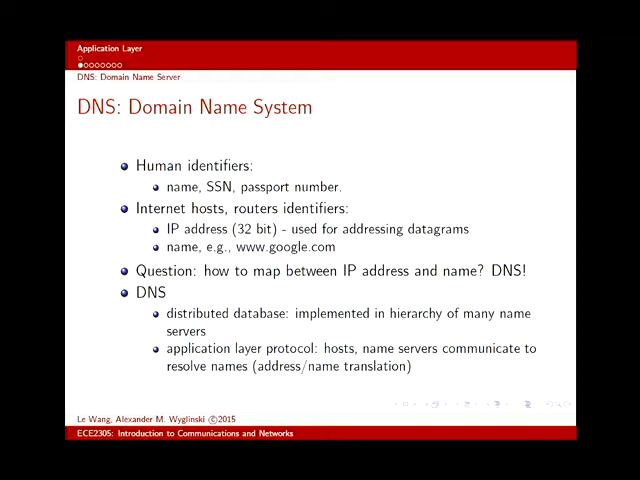 Application Layer
DNS: Domain Name Server
DNS: Domain Name System
Human identifiers:
name, SSN, passport number.
Internet hosts, routers identifiers:
IP address (32 bit) - used for addressing datagrams
name, e.g., www.google.com
Question: how to map between IP address and name? DNS!
DNS
distributed database: implemented in hierarchy of many name
servers
application layer protocol: hosts, name servers communicate to
resolve names (address/name translation)
Le Wang, Alexander M. Wyglinski ©2015
ECE2305: Introduction to Communications and Networks